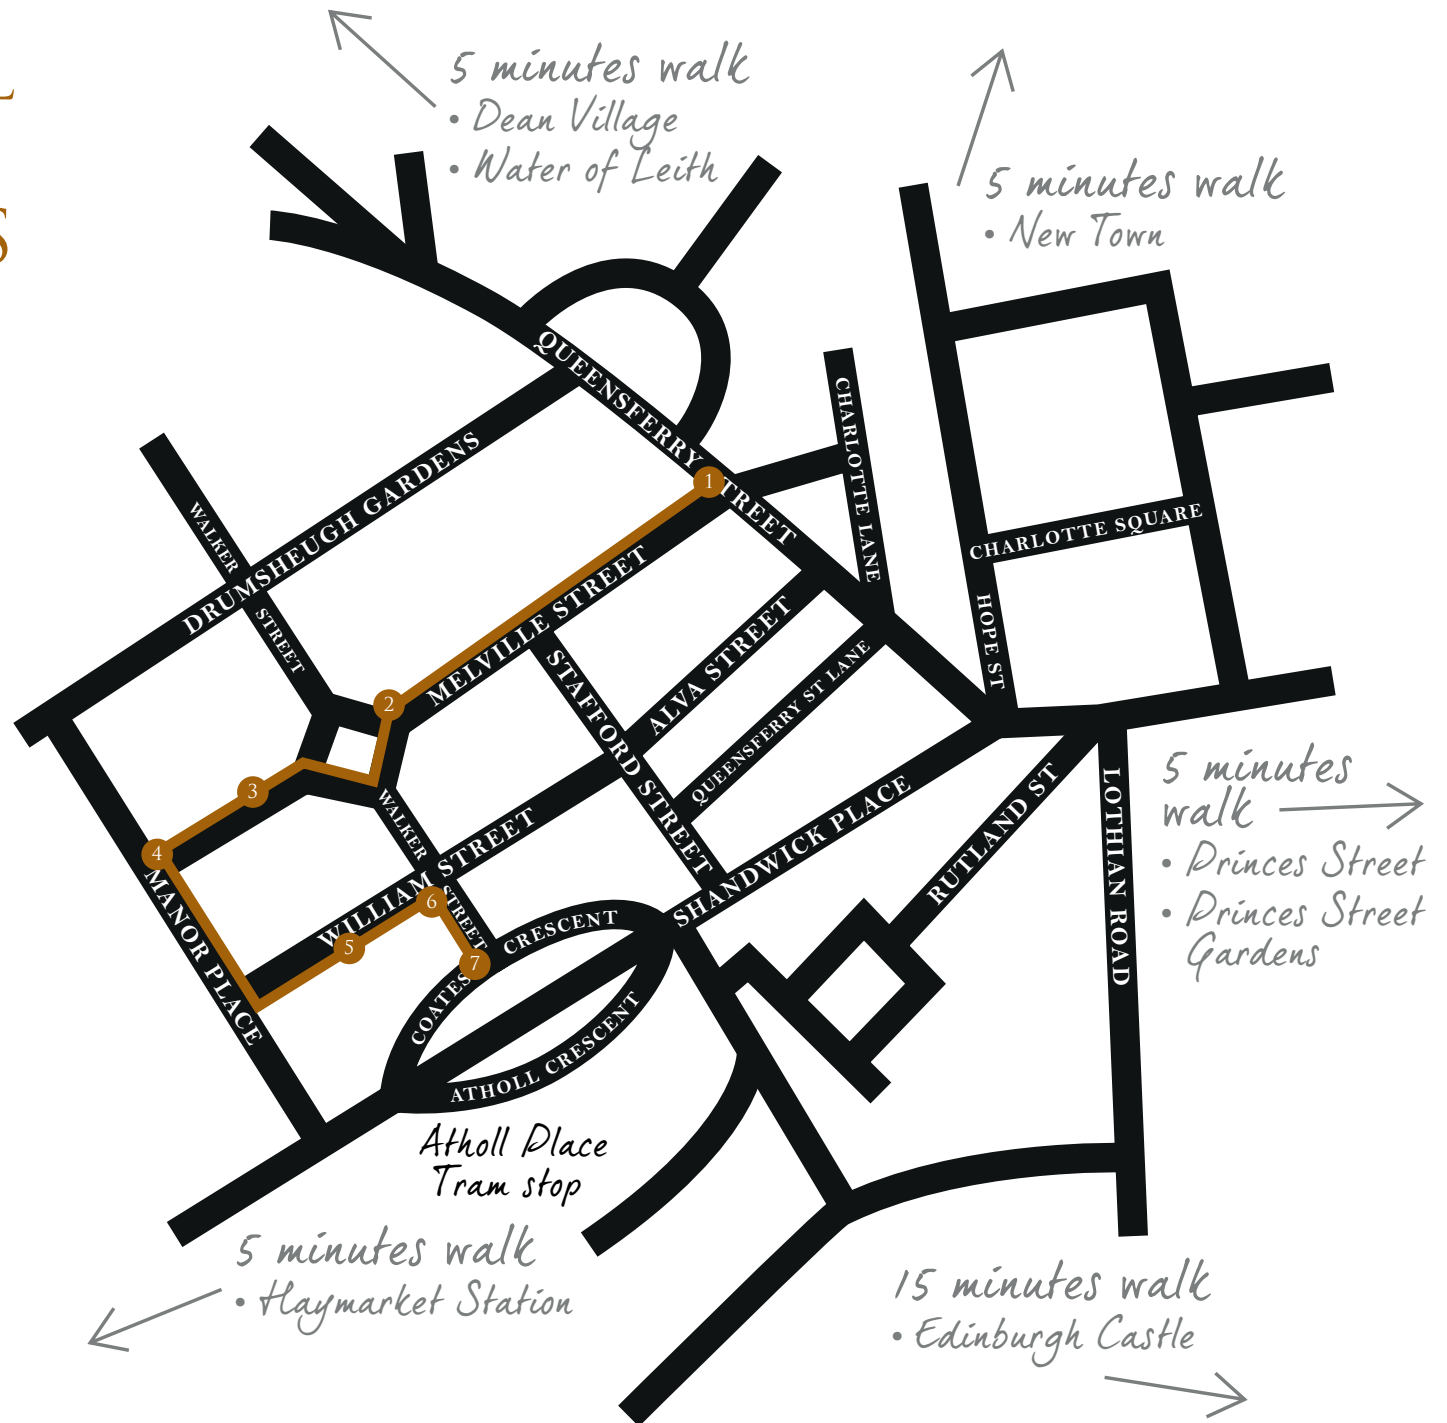 L
S
5 minutes walk
• Dean Village
• Water of Leith
5 minutes walk
• New Town
QUEENSFERRY STREET
CHARLOTTE LANE
DRUMSHEUGH GARDENS
WALKER STREET
CHARLOTTE SQUARE
HOPE ST
1
MELVILLE STREET
2
STAFFORD STREET
ALVA STREET
QUEENSFERRY ST LANE
3
4
MANOR PLACE
WALKER STREET
WILLIAM STREET
5
6
7
SHANDWICK PLACE
RUTLAND ST
LOTHIAN ROAD
COATES CRESCENT
ATHOLL CRESCENT
5 minutes
walk
• Princes Street
• Princes Street
Gardens
Atholl Place
Tram stop
5 minutes walk
• Haymarket Station
15 minutes walk
• Edinburgh Castle